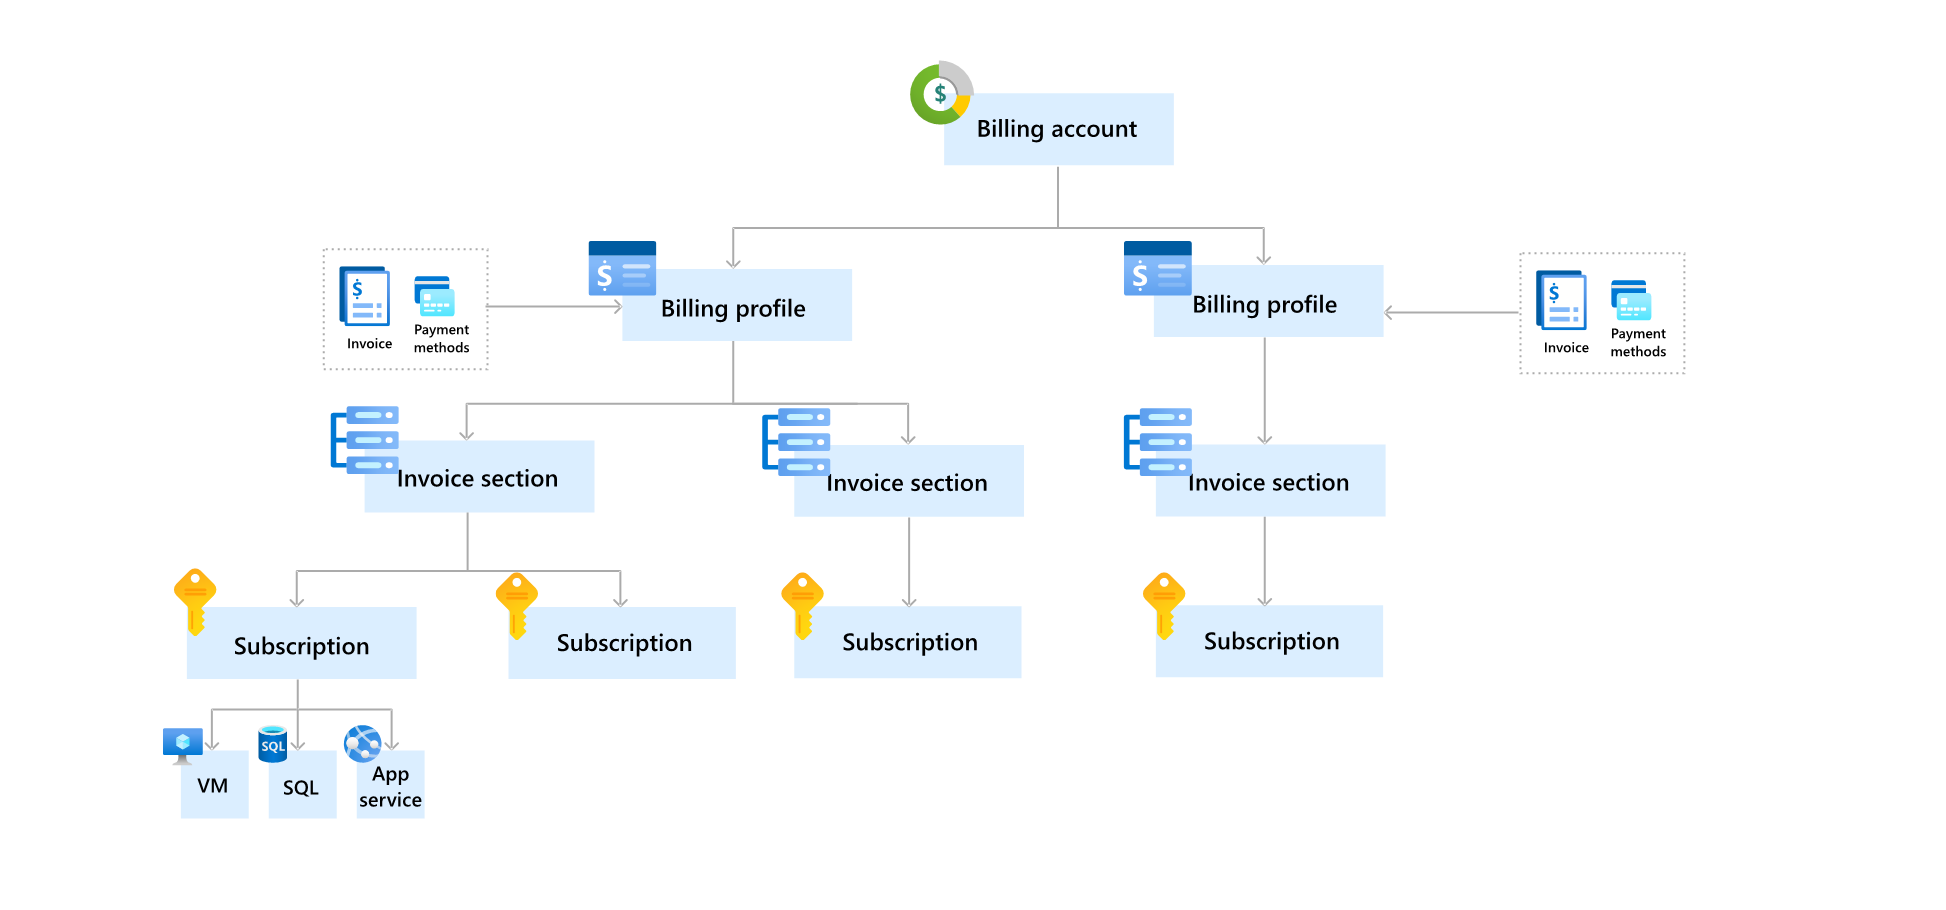 $
Billing account
$
Billing profile
$
Billing profile
$
Invoice
Payment
methods
$
Invoice
Payment
methods
Invoice section
Invoice section
Invoice section
Subscription
Subscription
Subscription
Subscription
SQL
VM
SQL
App
service